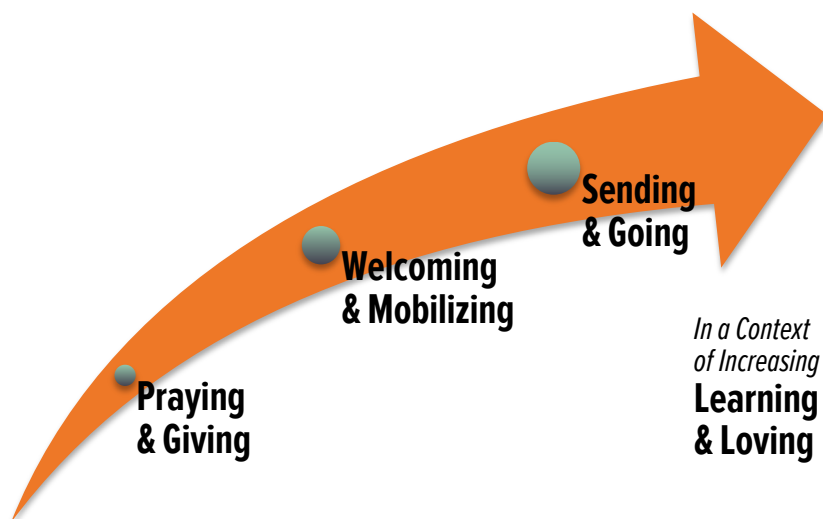 Sending
& Going
Welcoming
& Mobilizing
Praying
& Giving
In a Context
of Increasing
Learning
& Loving